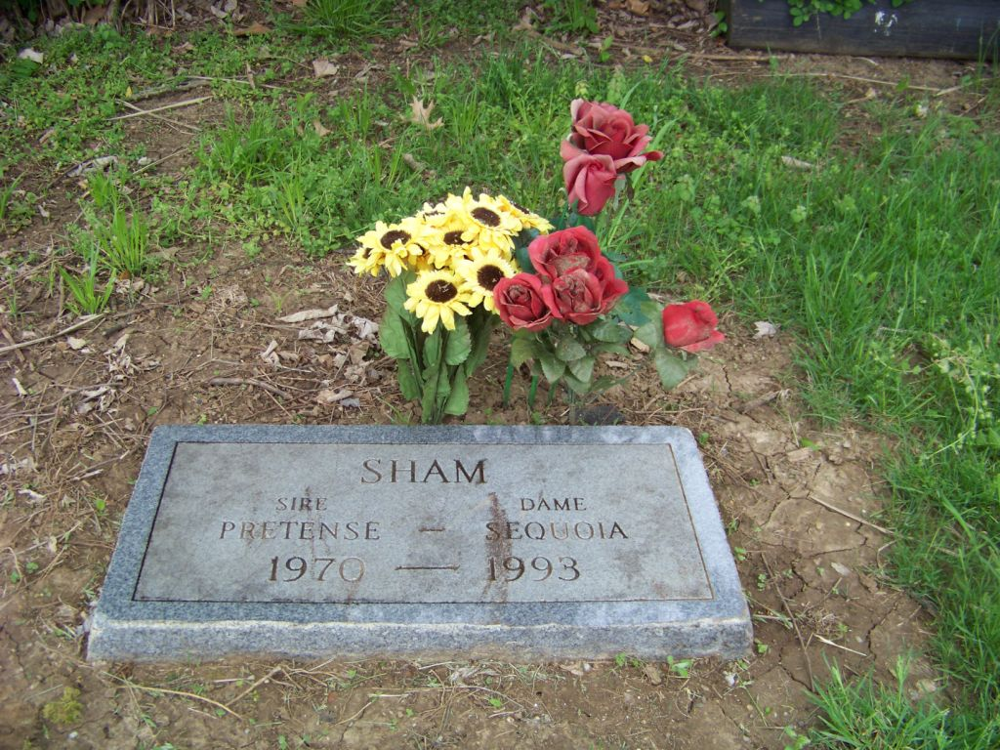 SHAM
SIRE DAME
PRETENSE – SEQUOIA
1970 — 1993